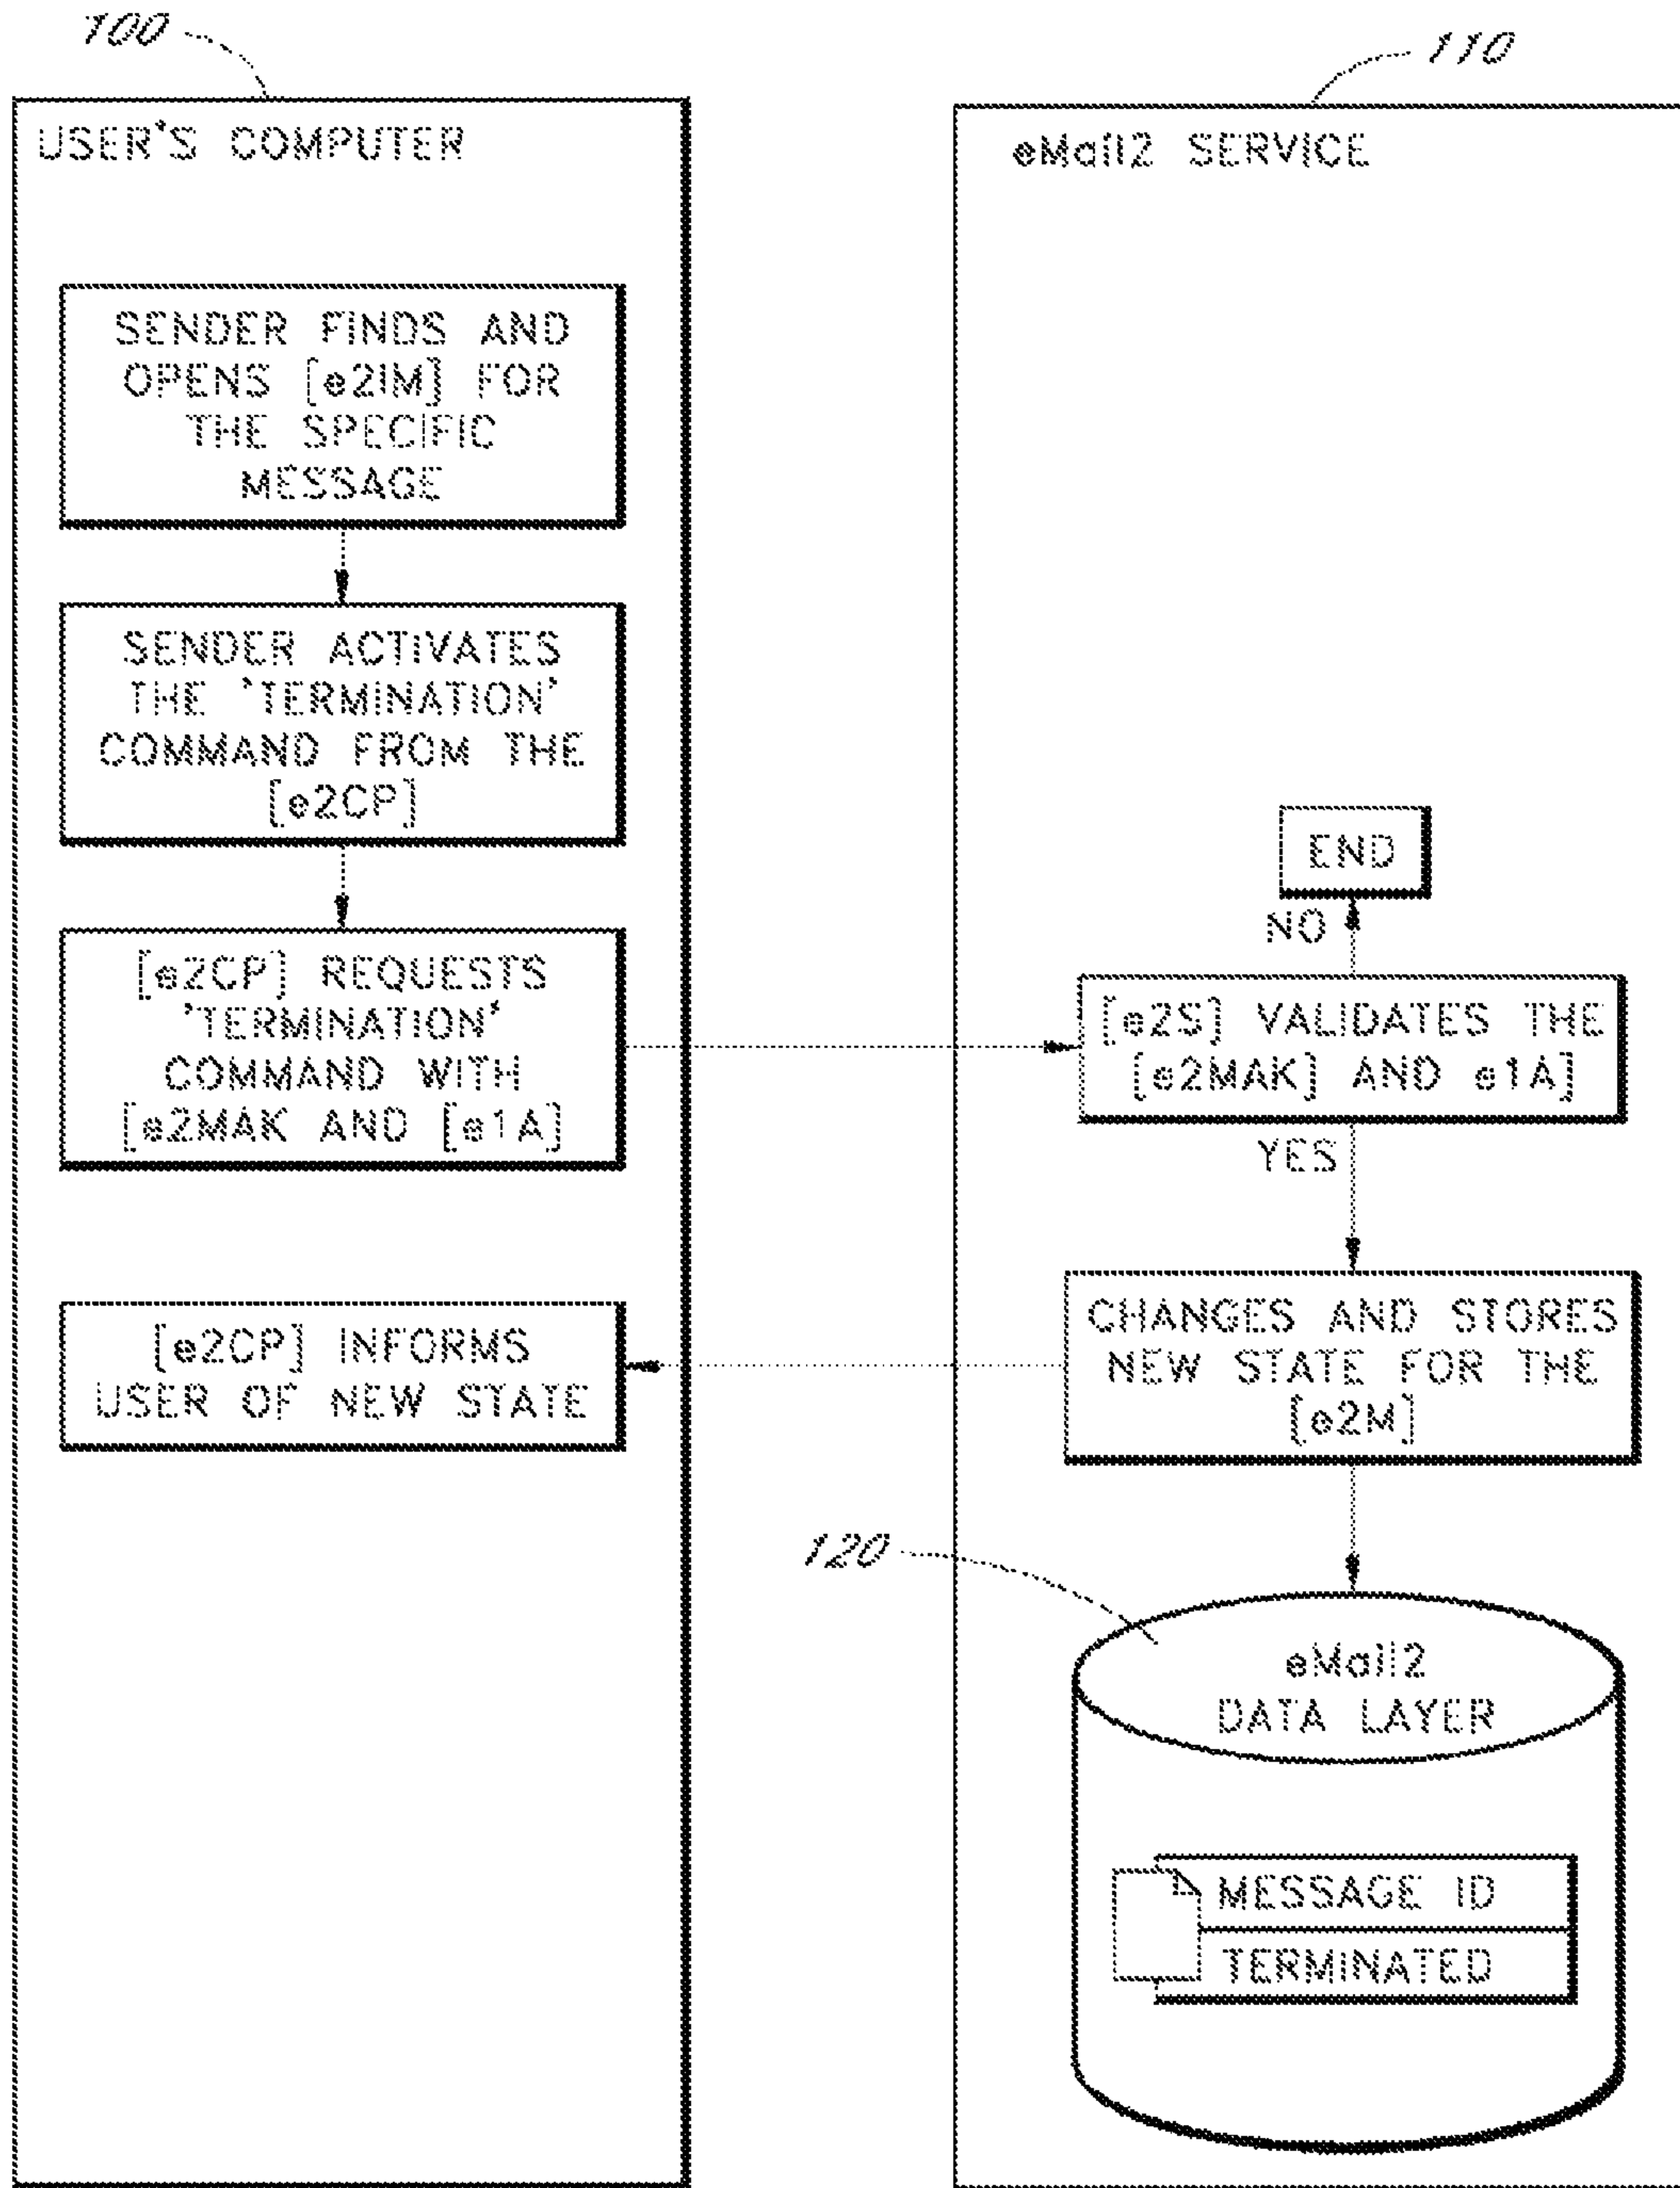 100
USER'S COMPUTER
SENDER FINDS AND
OPENS [e2IM] FOR
THE SPECIFIC
MESSAGE
SENDER ACTIVATES
THE 'TERMINATION'
COMMAND FROM THE
[e2CP]
[e2CP] REQUESTS
'TERMINATION'
COMMAND WITH
[e2MAK AND [e1A]
[e2CP] INFORMS
USER OF NEW STATE
110
eMail2 SERVICE
END
NO
[e2S] VALIDATES THE
[e2MAK] AND e1A]
YES
CHANGES AND STORES
NEW STATE FOR THE
[e2M]
120
eMail2
DATA LAYER
MESSAGE ID
TERMINATED